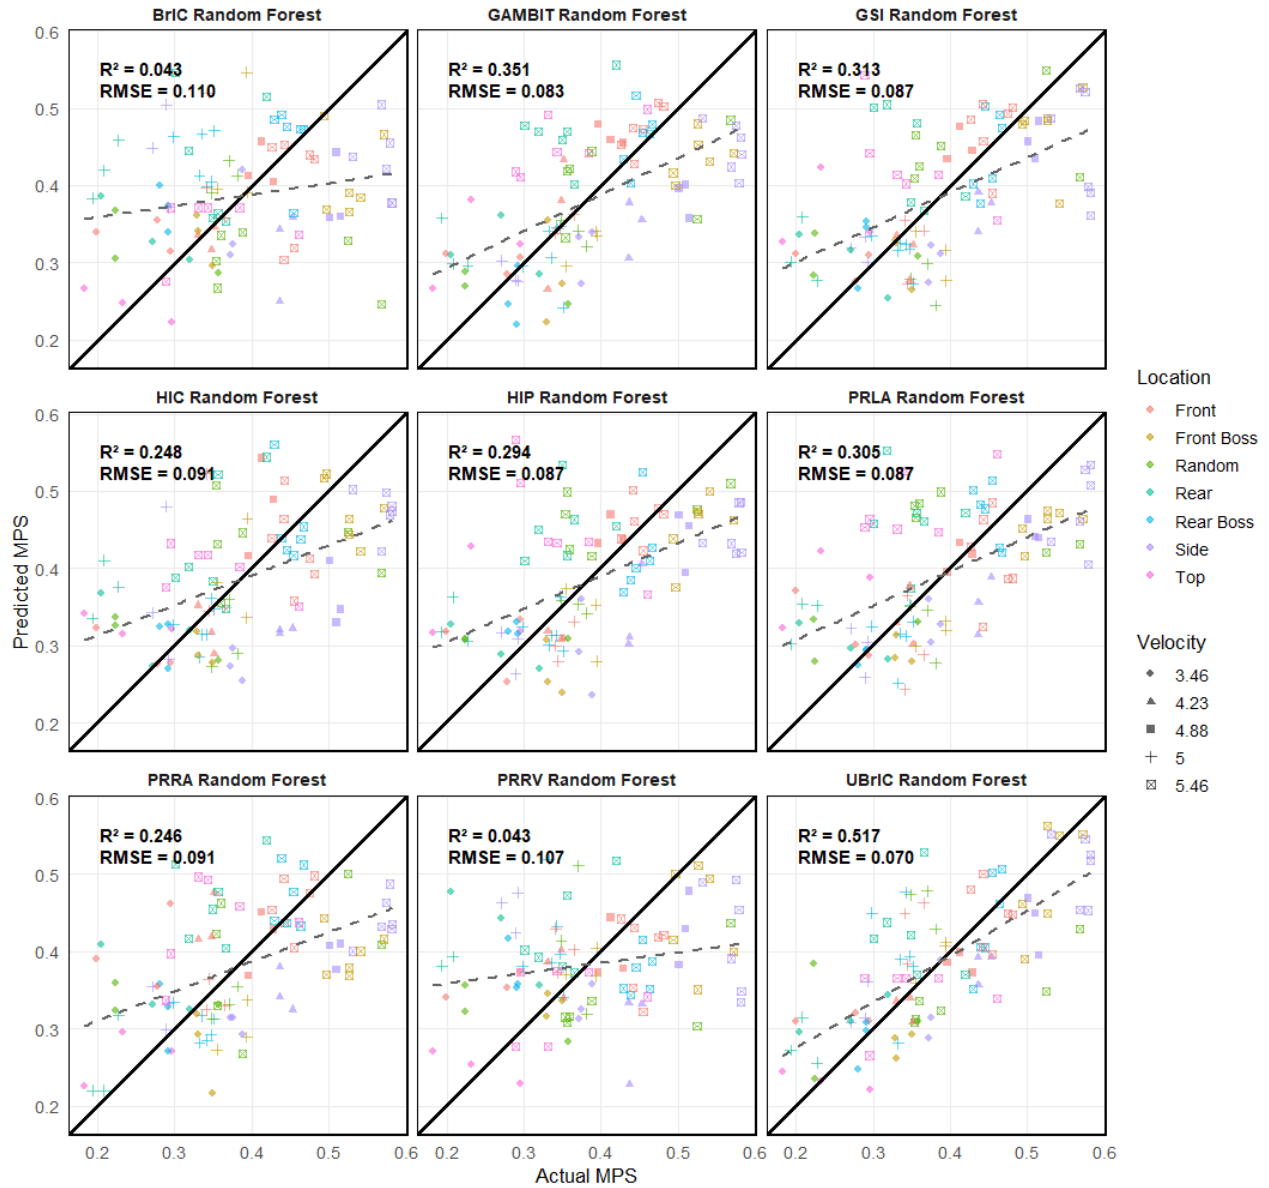 BrIC Random Forest
GAMBIT Random Forest
GSI Random Forest
R² = 0.043
RMSE = 0.110
R² = 0.351
RMSE = 0.083
R² = 0.313
RMSE = 0.087
0.6
0.5
0.4
0.3
0.2
HIC Random Forest
HIP Random Forest
PRLA Random Forest
R² = 0.248
RMSE = 0.091
R² = 0.294
RMSE = 0.087
R² = 0.305
RMSE = 0.087
0.6
0.5
0.4
0.3
0.2
Predicted MPS
PRRA Random Forest
PRRV Random Forest
UBrIC Random Forest
R² = 0.246
RMSE = 0.091
R² = 0.043
RMSE = 0.107
R² = 0.517
RMSE = 0.070
0.6
0.5
0.4
0.3
0.2
0.2 0.3 0.4 0.5 0.6
0.2 0.3 0.4 0.5 0.6
0.2 0.3 0.4 0.5 0.6
Actual MPS
Location
Front
Front Boss
Random
Rear
Rear Boss
Side
Top
Velocity
3.46
4.23
4.88
5
5.46